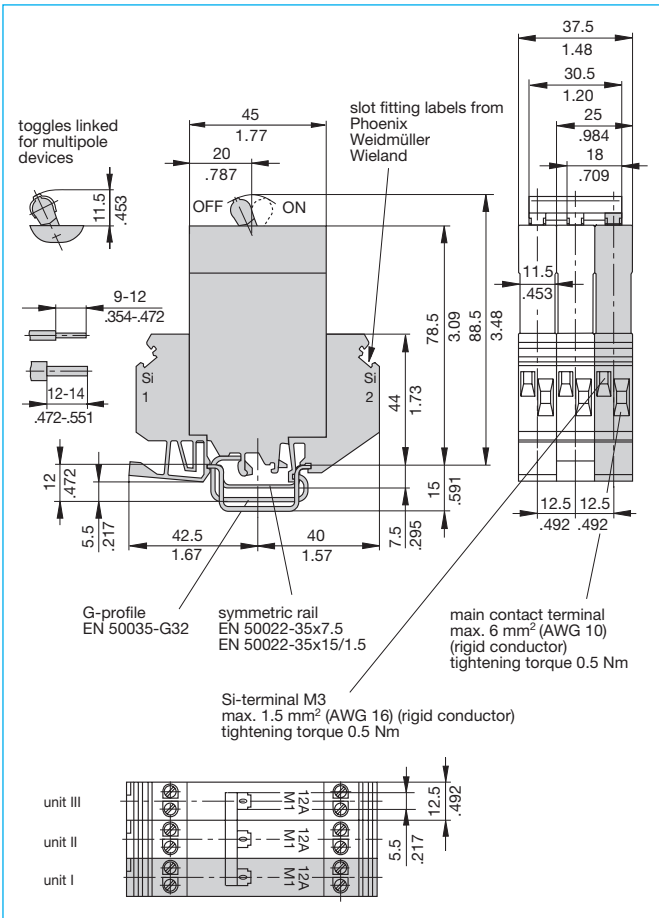 37.5
1.48
30.5
1.20
25
.984
18
.709
45
1.77
20
.787
slot fitting labels from
Phoenix
Weidmüller
Wieland
toggles linked
for multipole
devices
11.5
.453
OFF
ON
9-12
.354-.472
12-14
.472-.551
Si
1
Si
2
78.5
3.09
88.5
3.48
44
1.73
11.5
.453
12
.472
5.5
.217
15
.591
7.5
.295
42.5
1.67
40
1.57
12.5
.492
12.5
.492
G-profile
EN 50035-G32
symmetric rail
EN 50022-35x7.5
EN 50022-35x15/1.5
main contact terminal
max. 6 mm² (AWG 10)
(rigid conductor)
tightening torque 0.5 Nm
Si-terminal M3
max. 1.5 mm² (AWG 16) (rigid conductor)
tightening torque 0.5 Nm
unit III
12A
M1
unit II
12A
M1
unit I
12A
M1
5.5
.217
12.5
.492